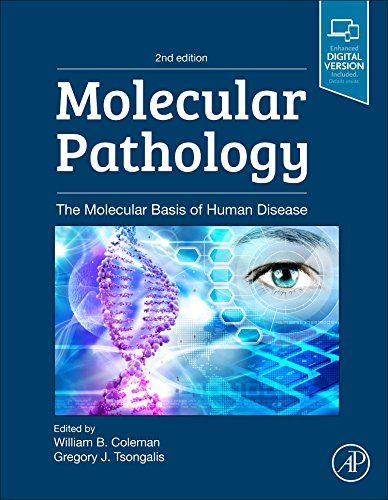 Enhanced
DIGITAL
VERSION
Included.
Details inside
2nd edition
Molecular
Pathology
The Molecular Basis of Human Disease
Edited by
William B. Coleman
Gregory J. Tsongalis
AP